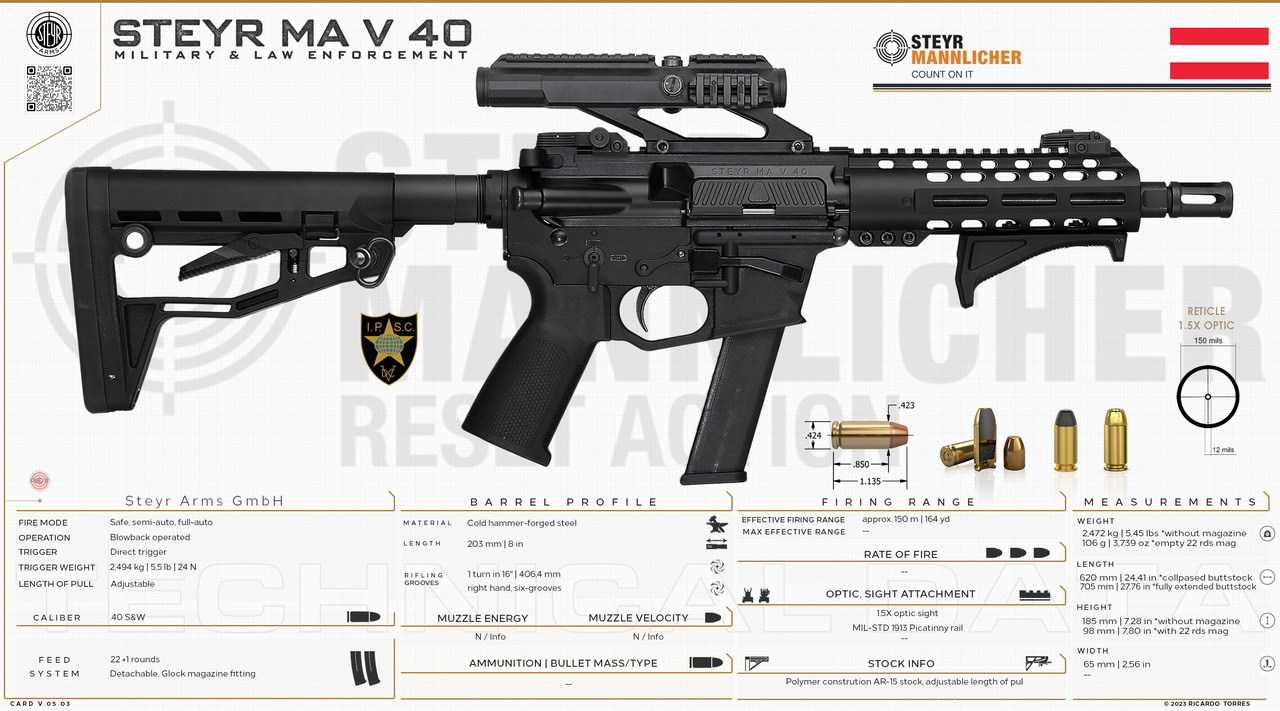 STEYR ARMS
STEYR MA V 40
MILITARY & LAW ENFORCEMENT
STEYR
MANNLICHER
COUNT ON IT
STEYR
MANNLICHER
RESET ACTION
STEYR MA V 40
I.P.S.C.
DVC
RETICLE
1.5X OPTIC
150 mils
12 mils
.423
.424
.850
1.135
Steyr Arms GmbH
FIRE MODE Safe, semi-auto, full-auto
OPERATION Blowback operated
TRIGGER Direct trigger
TRIGGER WEIGHT 2,494 kg | 5,5 lb | 24 N
LENGTH OF PULL Adjustable
CALIBER 40 S&W
FEED 22+1 rounds
SYSTEM Detachable, Glock magazine fitting
BARREL PROFILE
MATERIAL Cold hammer-forged steel
LENGTH 203 mm | 8 in
RIFLING 1 turn in 16" | 406,4 mm
GROOVES right hand, six-grooves
MUZZLE ENERGY MUZZLE VELOCITY
N / Info N / Info
AMMUNITION | BULLET MASS/TYPE
--
FIRING RANGE
EFFECTIVE FIRING RANGE approx. 150 m | 164 yd
MAX EFFECTIVE RANGE --
RATE OF FIRE
--
OPTIC, SIGHT ATTACHMENT
1.5X optic sight
MIL-STD 1913 Picatinny rail
--
STOCK INFO
Polymer constrution AR-15 stock, adjustable length of pul
MEASUREMENTS
WEIGHT
2,472 kg | 5,45 lbs *without magazine
106 g | 3,739 oz *empty 22 rds mag
LENGTH
620 mm | 24,41 in *collpased buttstock
705 mm | 27,76 in *fully extended buttstock
HEIGHT
185 mm | 7,28 in *without magazine
98 mm | 7,80 in *with 22 rds mag
WIDTH
65 mm | 2,56 in
--
TECHNICAL DATA
CARD V.05.03
© 2023 RICARDO TORRES